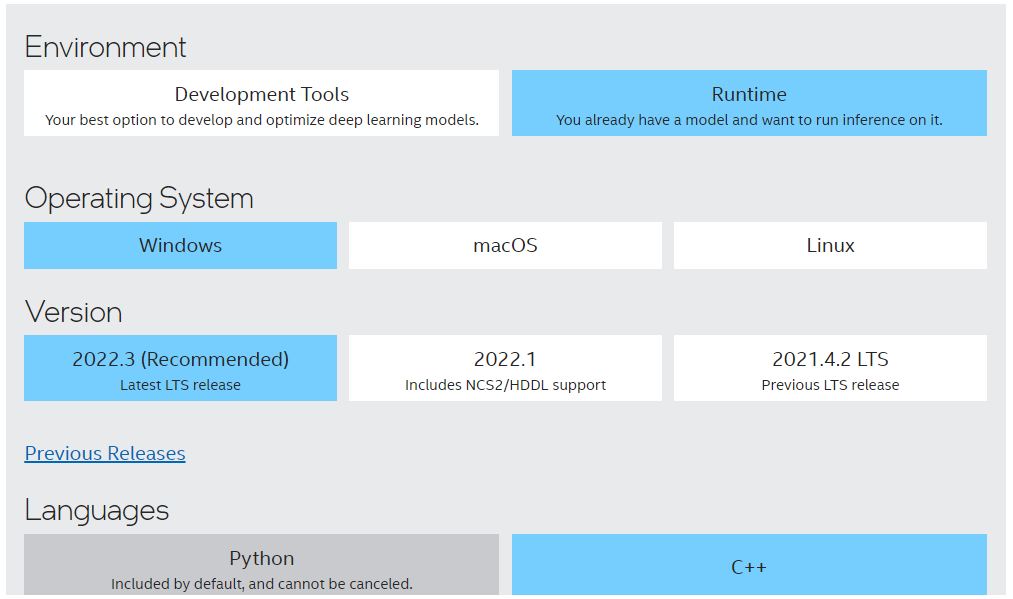 Environment
Development Tools
Your best option to develop and optimize deep learning models.
Runtime
You already have a model and want to run inference on it.
Operating System
Windows
macOS
Linux
Version
2022.3 (Recommended)
Latest LTS release
2022.1
Includes NCS2/HDDL support
2021.4.2 LTS
Previous LTS release
Previous Releases
Languages
Python
Included by default, and cannot be canceled.
C++